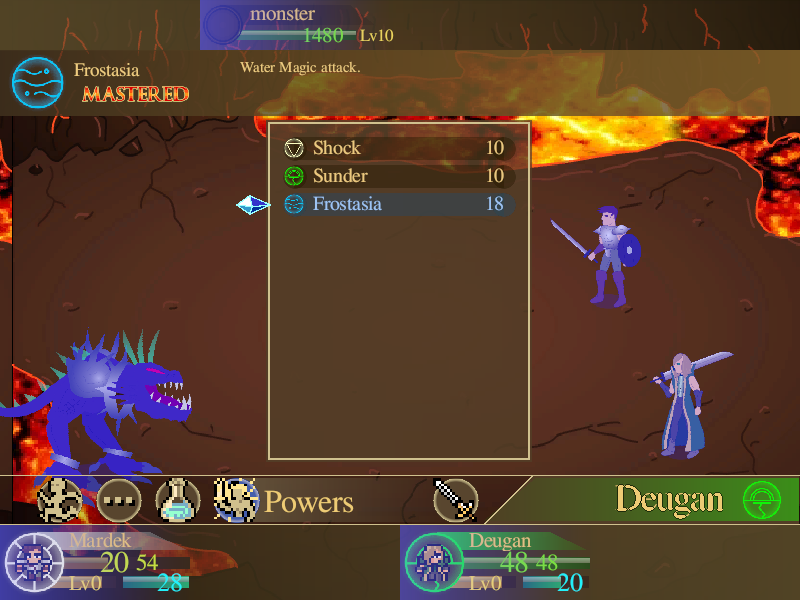 monster
1480 Lv10
Frostasia
MASTERED
Water Magic attack.
Shock 10
Sunder 10
Frostasia 18
Powers
Deugan
Mardek
20 54
Lv0 28
Deugan
48 48
Lv0 20